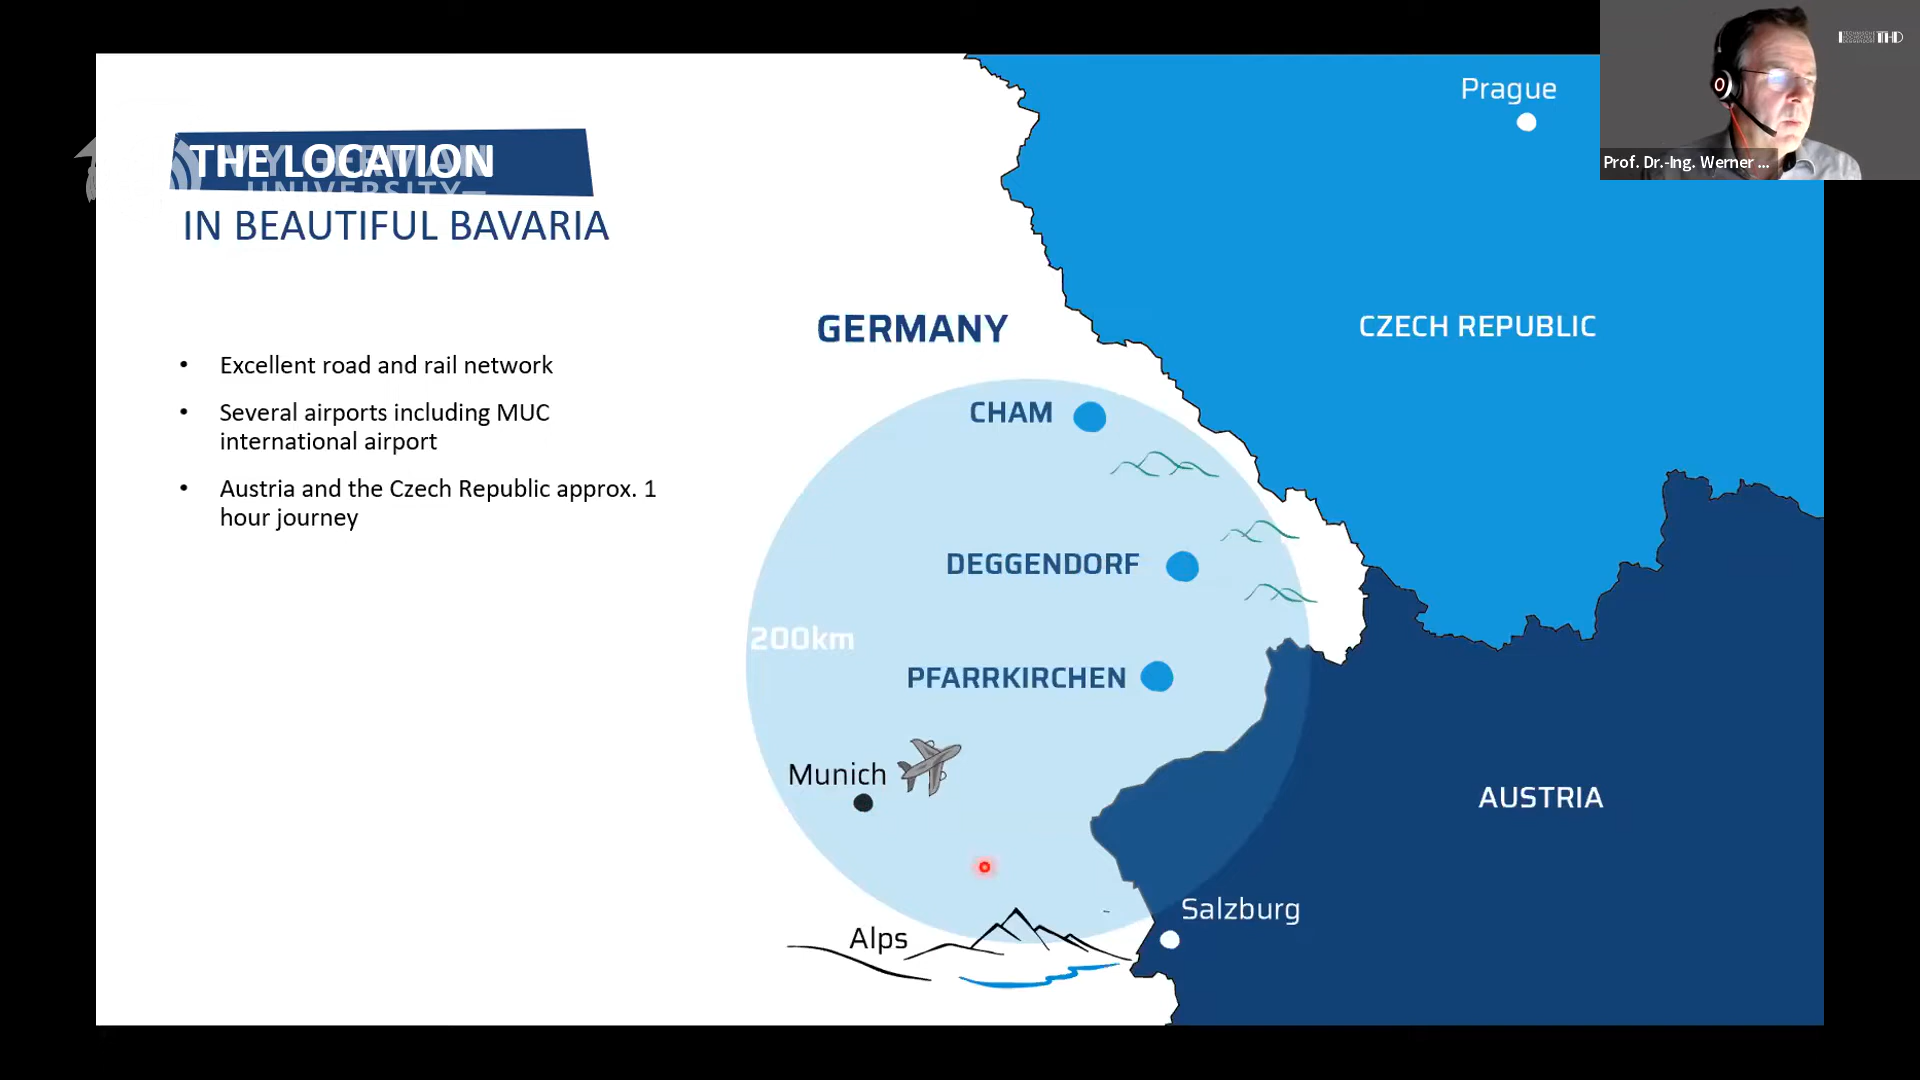 THE LOCATION
UNIVERSITY
IN BEAUTIFUL BAVARIA
• Excellent road and rail network
• Several airports including MUC
international airport
• Austria and the Czech Republic approx. 1
hour journey
Prague
GERMANY
CZECH REPUBLIC
CHAM
DEGGENDORF
200km
PFARRKIRCHEN
Munich
AUSTRIA
Salzburg
Alps
Prof. Dr.-Ing. Werner ...
THD